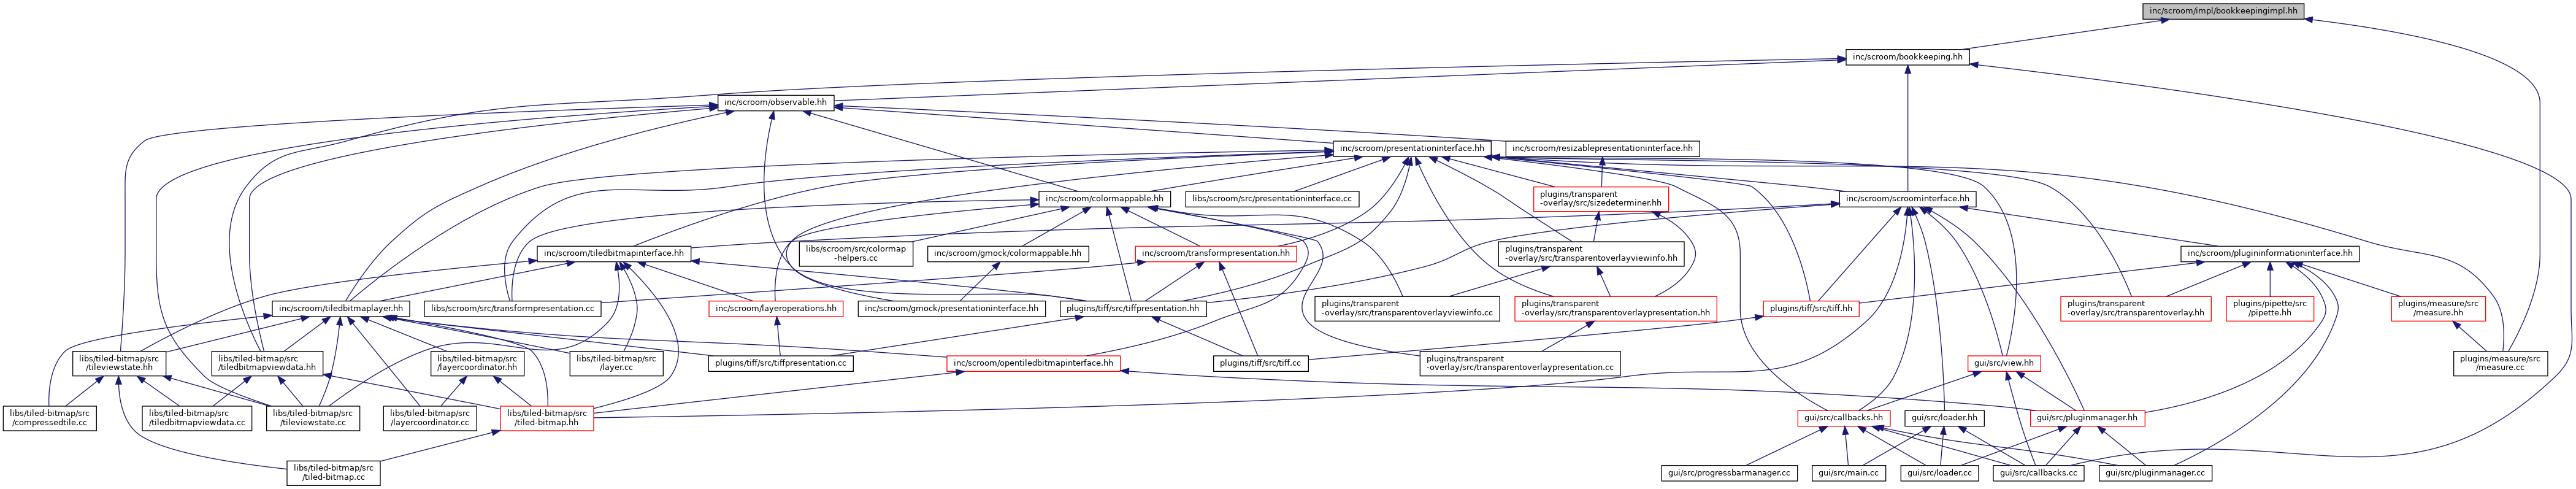 inc/scroom/impl/bookkeepingimpl.hh
inc/scroom/bookkeeping.hh
inc/scroom/observable.hh
inc/scroom/presentationinterface.hh
inc/scroom/resizablepresentationinterface.hh
inc/scroom/colormappable.hh
libs/scroom/src/presentationinterface.cc
plugins/transparent
-overlay/src/sizedeterminer.hh
inc/scroom/scroominterface.hh
inc/scroom/tiledbitmapinterface.hh
libs/scroom/src/colormap
-helpers.cc
inc/scroom/gmock/colormappable.hh
inc/scroom/transformpresentation.hh
plugins/transparent
-overlay/src/transparentoverlayviewinfo.hh
inc/scroom/plugininformationinterface.hh
inc/scroom/tiledbitmaplayer.hh
libs/scroom/src/transformpresentation.cc
inc/scroom/layeroperations.hh
inc/scroom/gmock/presentationinterface.hh
plugins/tiff/src/tiffpresentation.hh
plugins/transparent
-overlay/src/transparentoverlayviewinfo.cc
plugins/transparent
-overlay/src/transparentoverlaypresentation.hh
plugins/tiff/src/tiff.hh
plugins/transparent
-overlay/src/transparentoverlay.hh
plugins/pipette/src
/pipette.hh
plugins/measure/src
/measure.hh
libs/tiled-bitmap/src
/tileviewstate.hh
libs/tiled-bitmap/src
/tiledbitmapviewdata.hh
libs/tiled-bitmap/src
/layercoordinator.hh
libs/tiled-bitmap/src
/layer.cc
plugins/tiff/src/tiffpresentation.cc
inc/scroom/opentiledbitmapinterface.hh
plugins/tiff/src/tiff.cc
plugins/transparent
-overlay/src/transparentoverlaypresentation.cc
gui/src/view.hh
plugins/measure/src
/measure.cc
libs/tiled-bitmap/src
/compressedtile.cc
libs/tiled-bitmap/src
/tiledbitmapviewdata.cc
libs/tiled-bitmap/src
/tileviewstate.cc
libs/tiled-bitmap/src
/layercoordinator.cc
libs/tiled-bitmap/src
/tiled-bitmap.hh
gui/src/callbacks.hh
gui/src/loader.hh
gui/src/pluginmanager.hh
libs/tiled-bitmap/src
/tiled-bitmap.cc
gui/src/progressbarmanager.cc
gui/src/main.cc
gui/src/loader.cc
gui/src/callbacks.cc
gui/src/pluginmanager.cc